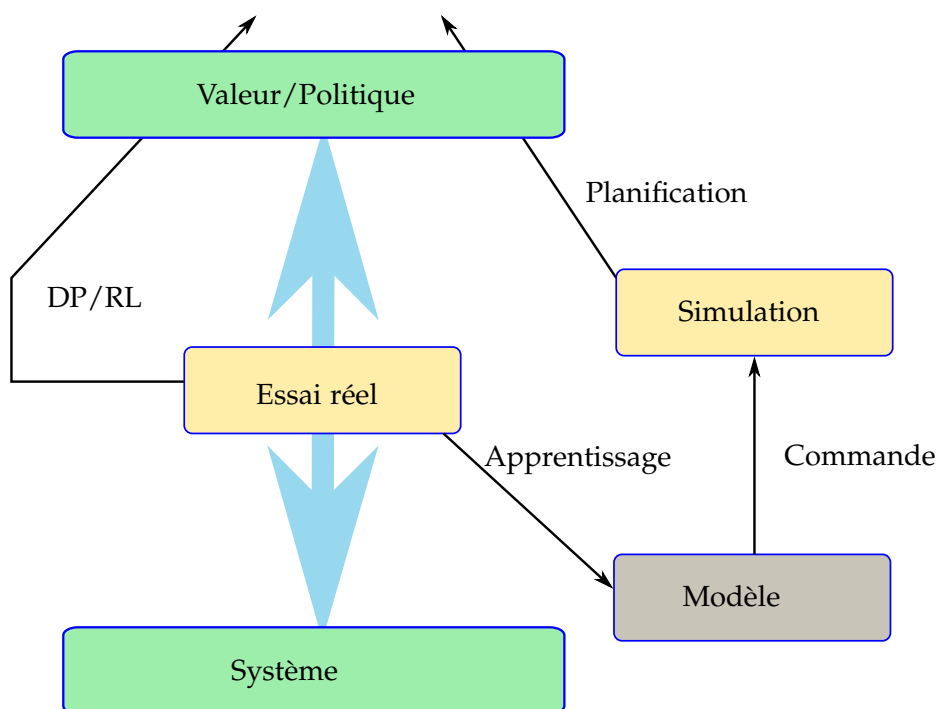 Valeur/Politique
Planification
DP/RL
Simulation
Essai réel
Apprentissage
Commande
Modèle
Système